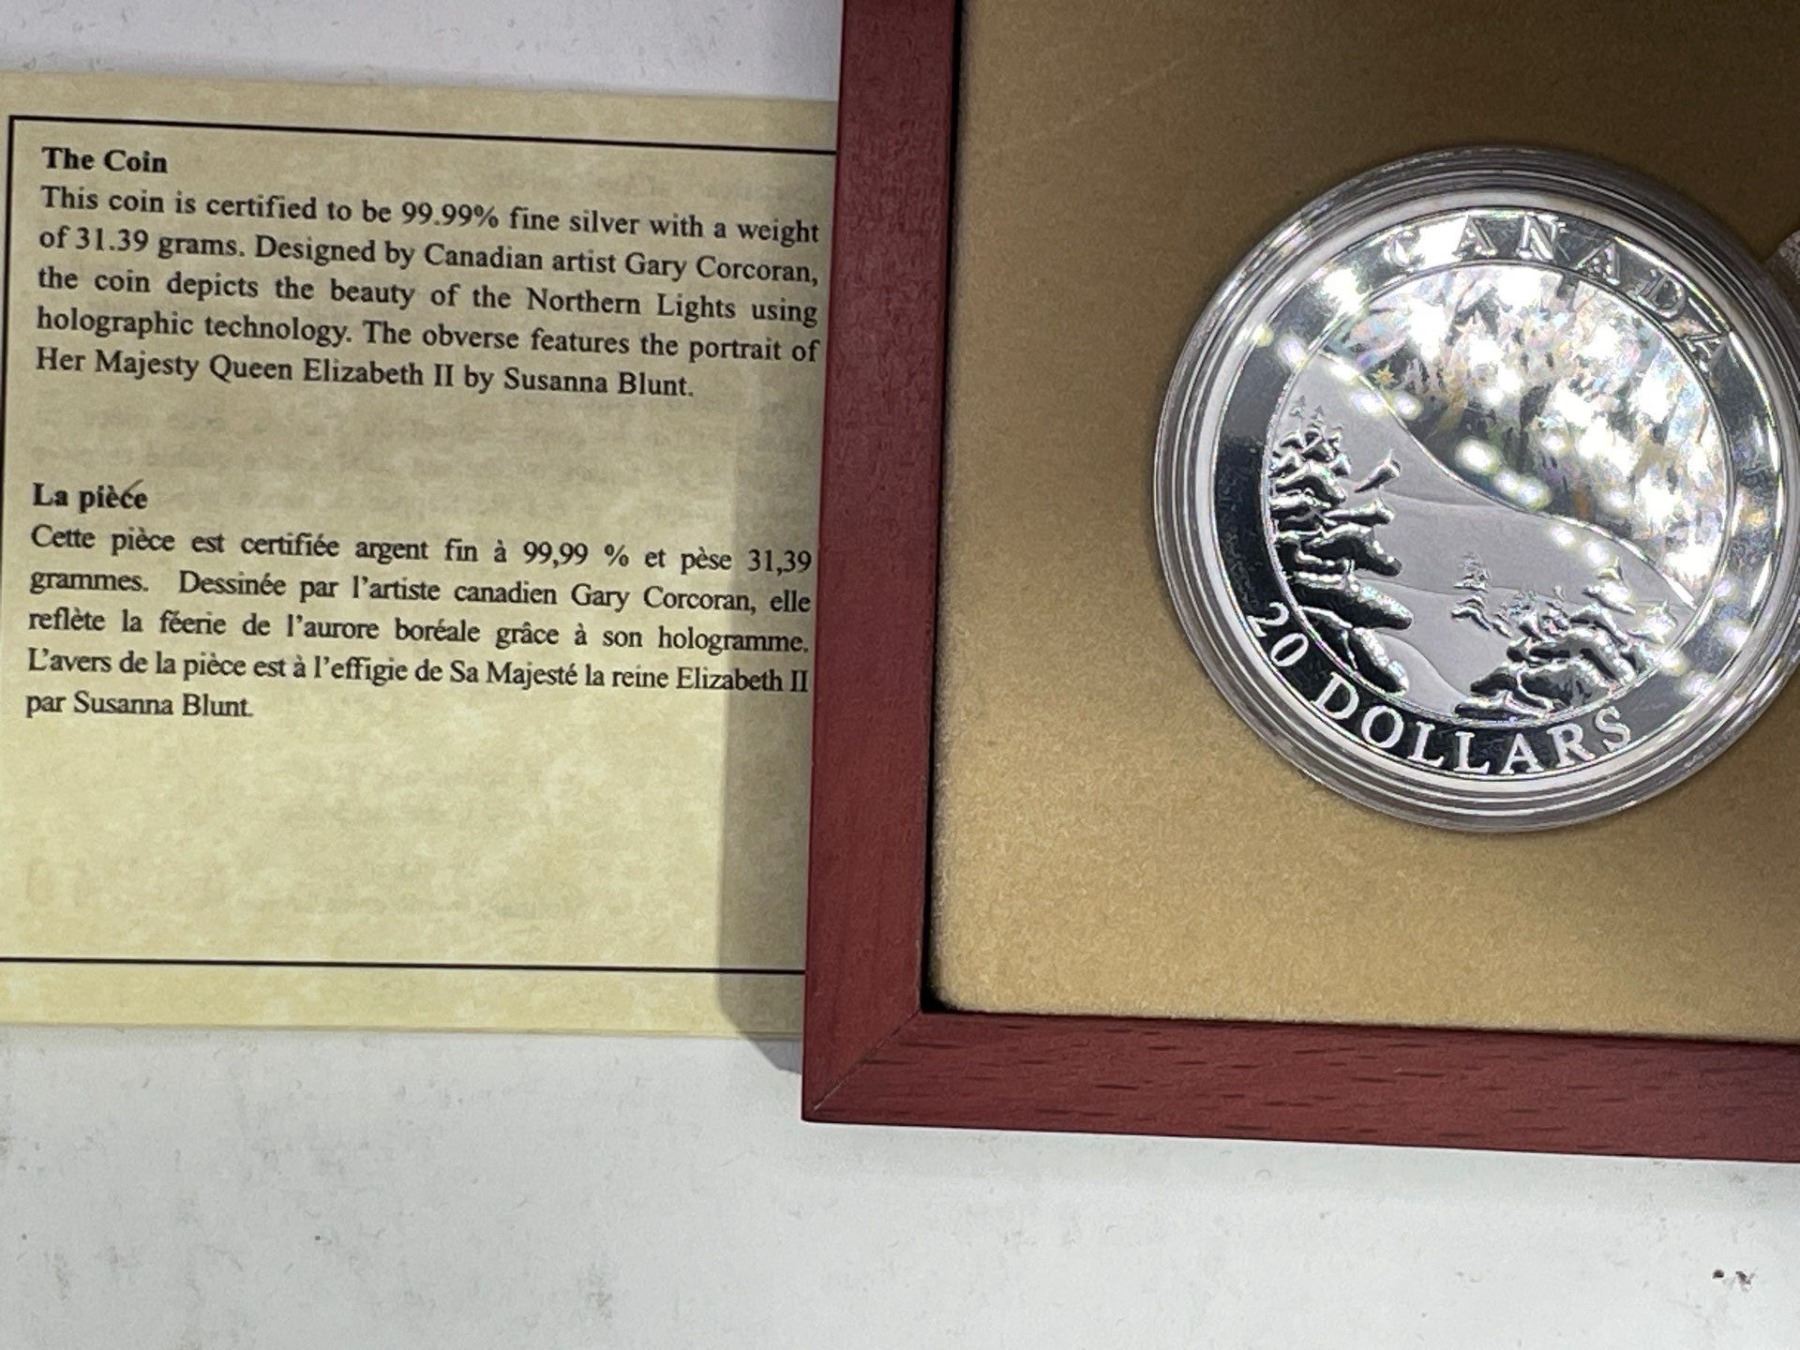 The Coin
This coin is certified to be 99.99% fine silver with a weight
of 31.39 grams. Designed by Canadian artist Gary Corcoran,
the coin depicts the beauty of the Northern Lights using
holographic technology. The obverse features the portrait of
Her Majesty Queen Elizabeth II by Susanna Blunt.
La pièce
Cette pièce est certifiée argent fin à 99,99 % et pèse 31,39
grammes. Dessinée par l'artiste canadien Gary Corcoran, elle
reflète la féerie de l'aurore boréale grâce à son hologramme.
L'avers de la pièce est à l'effigie de Sa Majesté la reine Elizabeth II
par Susanna Blunt.
CANADA
20 DOLLARS